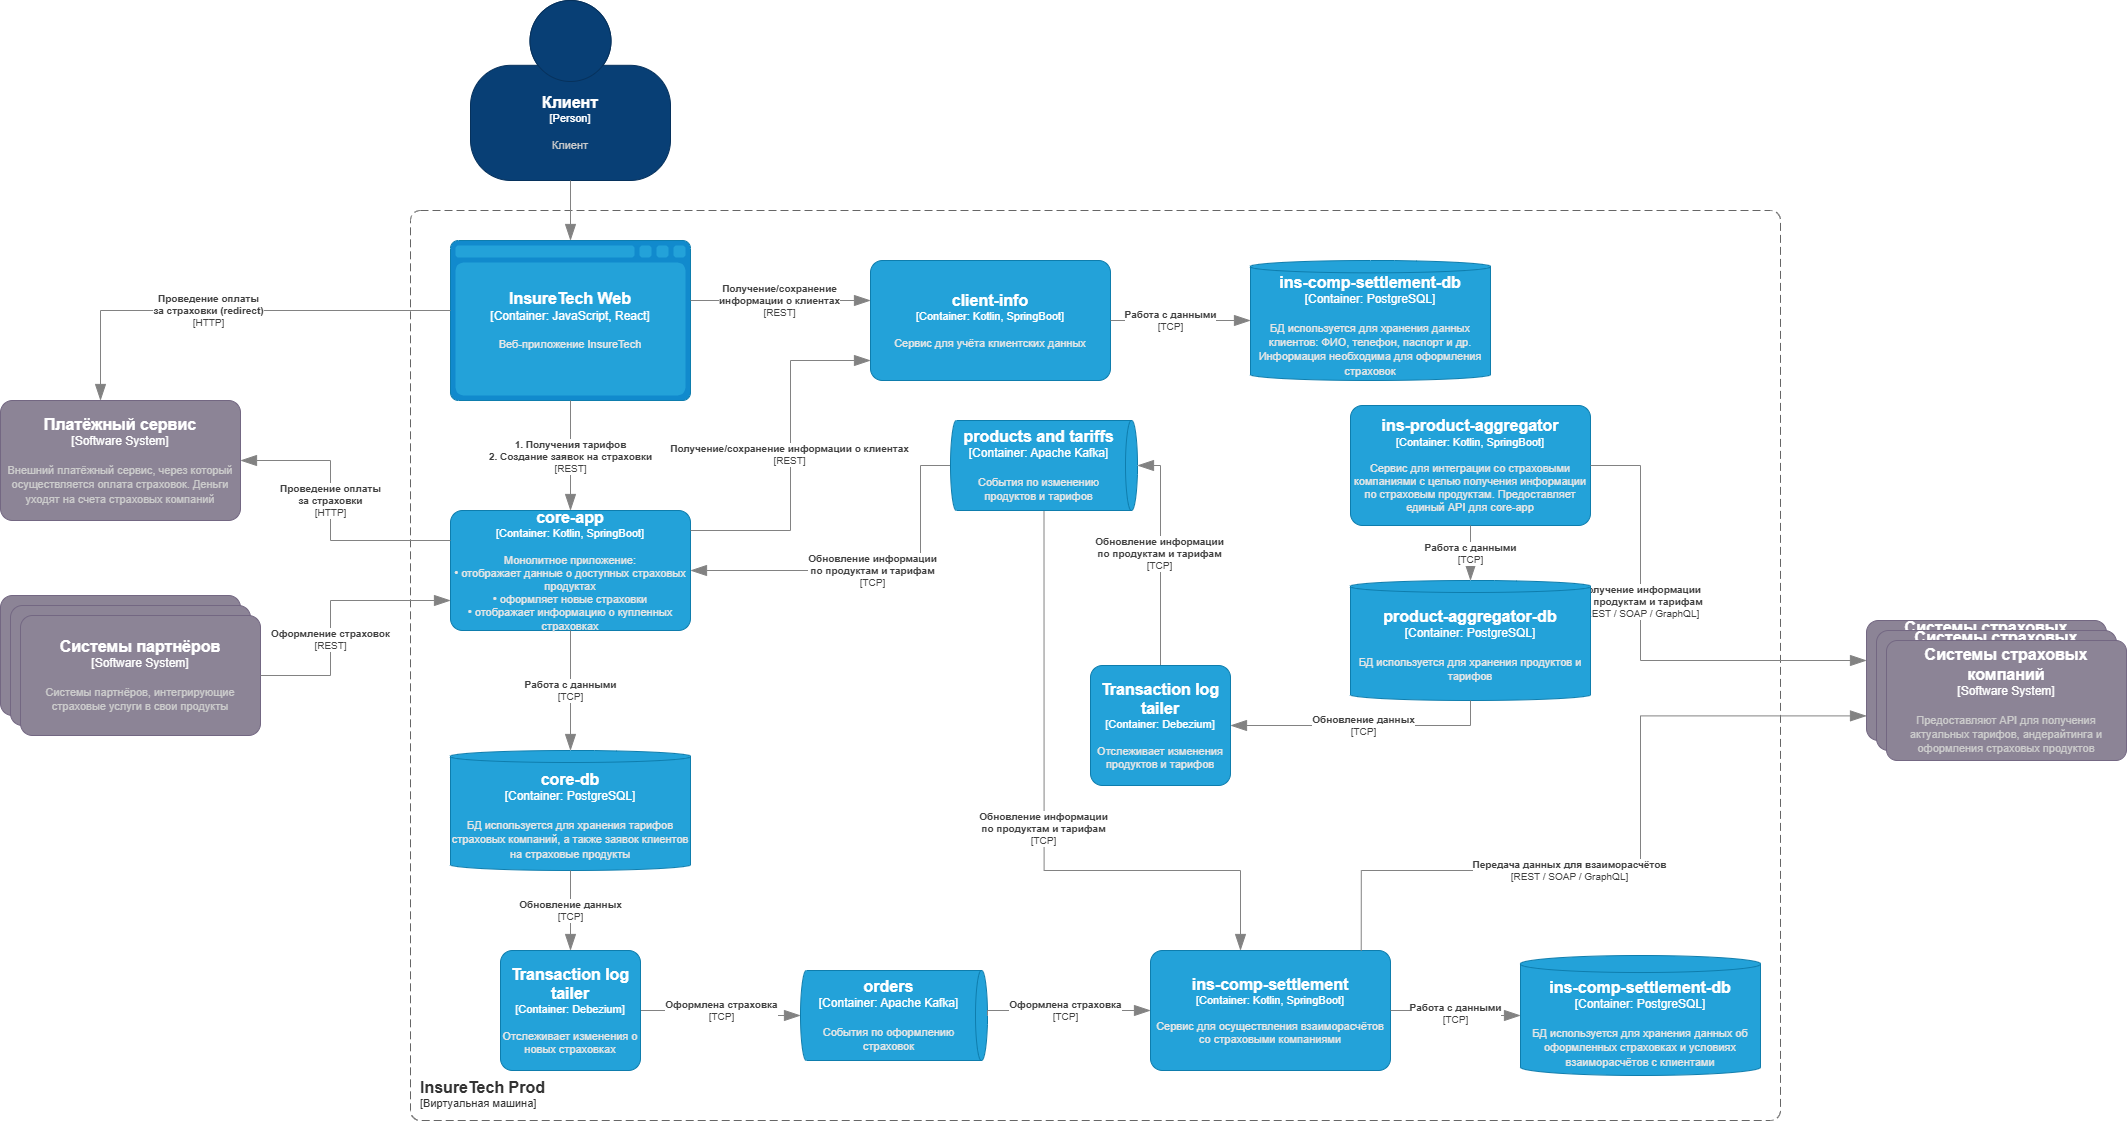 Клиент
[Person]
Клиент
InsureTech Web
[Container: JavaScript, React]
Веб-приложение InsureTech
Получение/сохранение
информации о клиентах
[REST]
client-info
[Container: Kotlin, SpringBoot]
Сервис для учёта клиентских данных
Работа с данными
[TCP]
ins-comp-settlement-db
[Container: PostgreSQL]
БД используется для хранения данных
клиентов: ФИО, телефон, паспорт и др.
Информация необходима для оформления
страховок
Проведение оплаты
за страховки (redirect)
[HTTP]
Платёжный сервис
[Software System]
Внешний платёжный сервис, через который
осуществляется оплата страховок. Деньги
уходят на счета страховых компаний
Проведение оплаты
за страховки
[HTTP]
1. Получения тарифов
2. Создание заявок на страховки
[REST]
Получение/сохранение информации о клиентах
[REST]
core-app
[Container: Kotlin, SpringBoot]
Монолитное приложение:
• отображает данные о доступных страховых
продуктах
• оформляет новые страховки
• отображает информацию о купленных
страховках
products and tariffs
[Container: Apache Kafka]
События по изменению
продуктов и тарифов
ins-product-aggregator
[Container: Kotlin, SpringBoot]
Сервис для интеграции со страховыми
компаниями с целью получения информации
по страховым продуктам. Предоставляет
единый API для core-app
Обновление информации
по продуктам и тарифам
[TCP]
Обновление информации
по продуктам и тарифам
[TCP]
Работа с данными
[TCP]
олучение информации
продуктам и тарифам
EST / SOAP / GraphQL]
product-aggregator-db
[Container: PostgreSQL]
БД используется для хранения продуктов и
тарифов
Системы партнёров
[Software System]
Системы партнёров, интегрирующие
страховые услуги в свои продукты
Оформление страховок
[REST]
Системы страховых
Системы страховых
Системы страховых
компаний
[Software System]
Предоставляют API для получения
актуальных тарифов, андерайтинга и
оформления страховых продуктов
Работа с данными
[TCP]
Transaction log
tailer
[Container: Debezium]
Отслеживает изменения
продуктов и тарифов
Обновление данных
[TCP]
core-db
[Container: PostgreSQL]
БД используется для хранения тарифов
страховых компаний, а также заявок клиентов
на страховые продукты
Обновление информации
по продуктам и тарифам
[TCP]
Передача данных для взаиморасчётов
[REST / SOAP / GraphQL]
Обновление данных
[TCP]
Transaction log
tailer
[Container: Debezium]
Отслеживает изменения о
новых страховках
Оформлена страховка
[TCP]
orders
[Container: Apache Kafka]
События по оформлению
страховок
Оформлена страховка
[TCP]
ins-comp-settlement
[Container: Kotlin, SpringBoot]
Сервис для осуществления взаиморасчётов
со страховыми компаниями
Работа с данными
[TCP]
ins-comp-settlement-db
[Container: PostgreSQL]
БД используется для хранения данных об
оформленных страховках и условиях
взаиморасчётов с клиентами
InsureTech Prod
[Виртуальная машина]